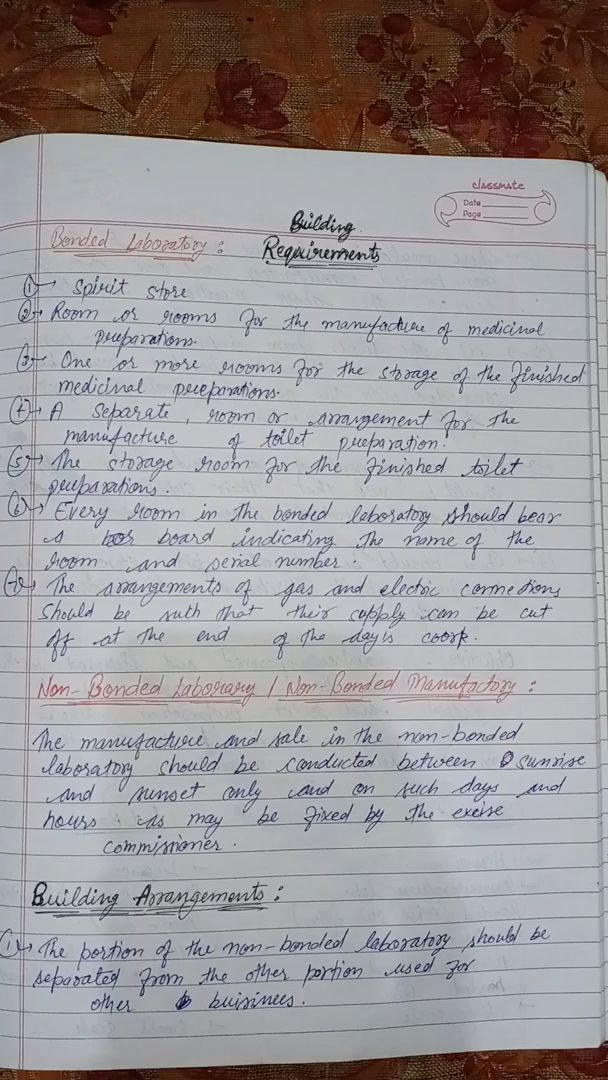 classmate
Date
Page
Building
Bonded Laboratory : Requirements
① → Spirit store
② → Room or rooms for the manufacture of medicinal
preparations.
③ → One or more rooms for the storage of the finished
medicinal preparations.
④ → A separate, room or arrangement for the
manufacture of toilet preparation.
⑤ → The storage room for the finished toilet
preparations.
⑥ → Every room in the bonded laboratory should bear
a board indicating the name of the
room and serial number.
⑦ → The arrangements of gas and electric connections
should be such that their supply can be cut
off at the end of the day's work.
Non-Bonded Laborary / Non-Bonded Manufactory :
The manufacture and sale in the non-bonded
laboratory should be conducted between sunrise
and sunset only and on such days and
hours as may be fixed by the excise
commissioner.
Building Arrangements :
① → The portion of the non-bonded laboratory should be
separated from the other portion used for
other buisiness.